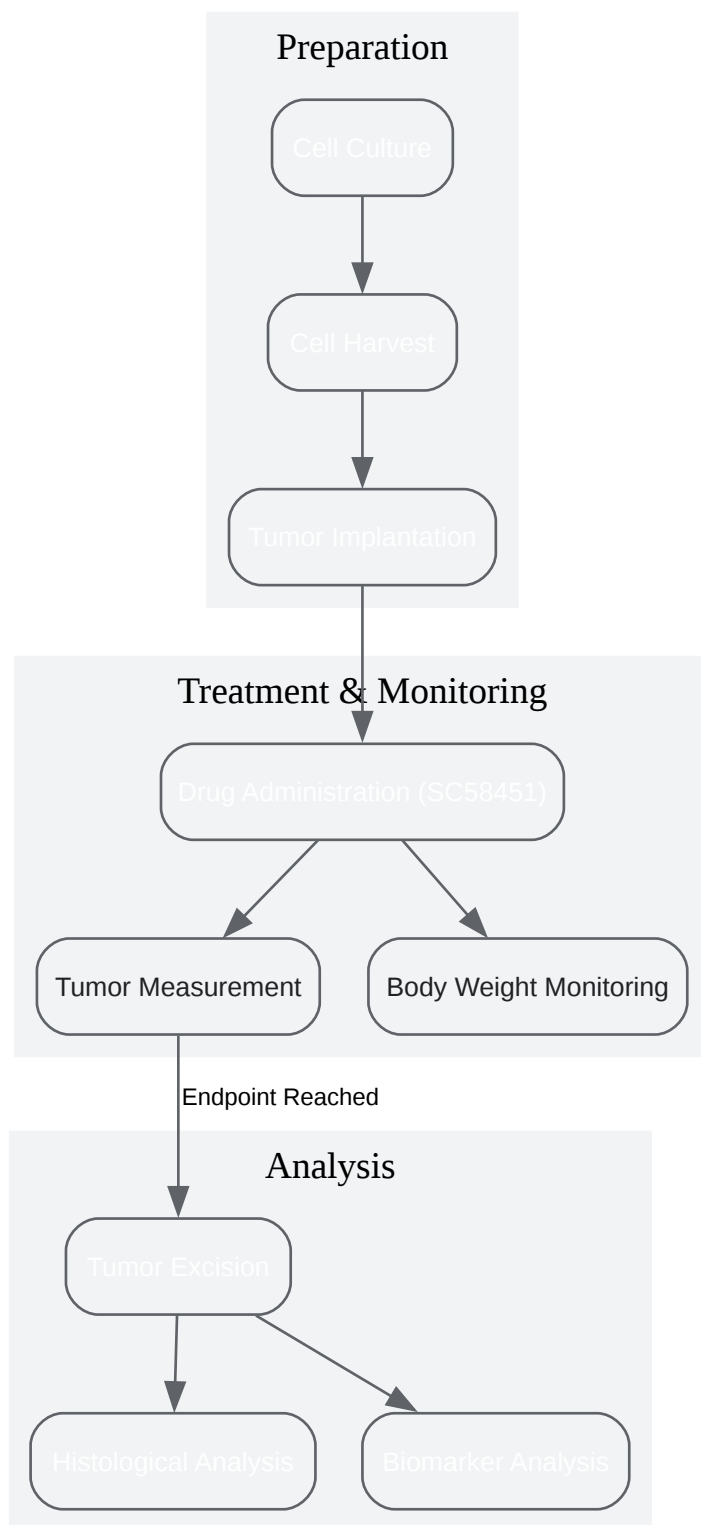 Preparation
Cell Culture
Cell Harvest
Tumor Implantation
Treatment & Monitoring
Drug Administration (SC58451)
Tumor Measurement
Body Weight Monitoring
Endpoint Reached
Analysis
Tumor Excision
Histological Analysis
Biomarker Analysis